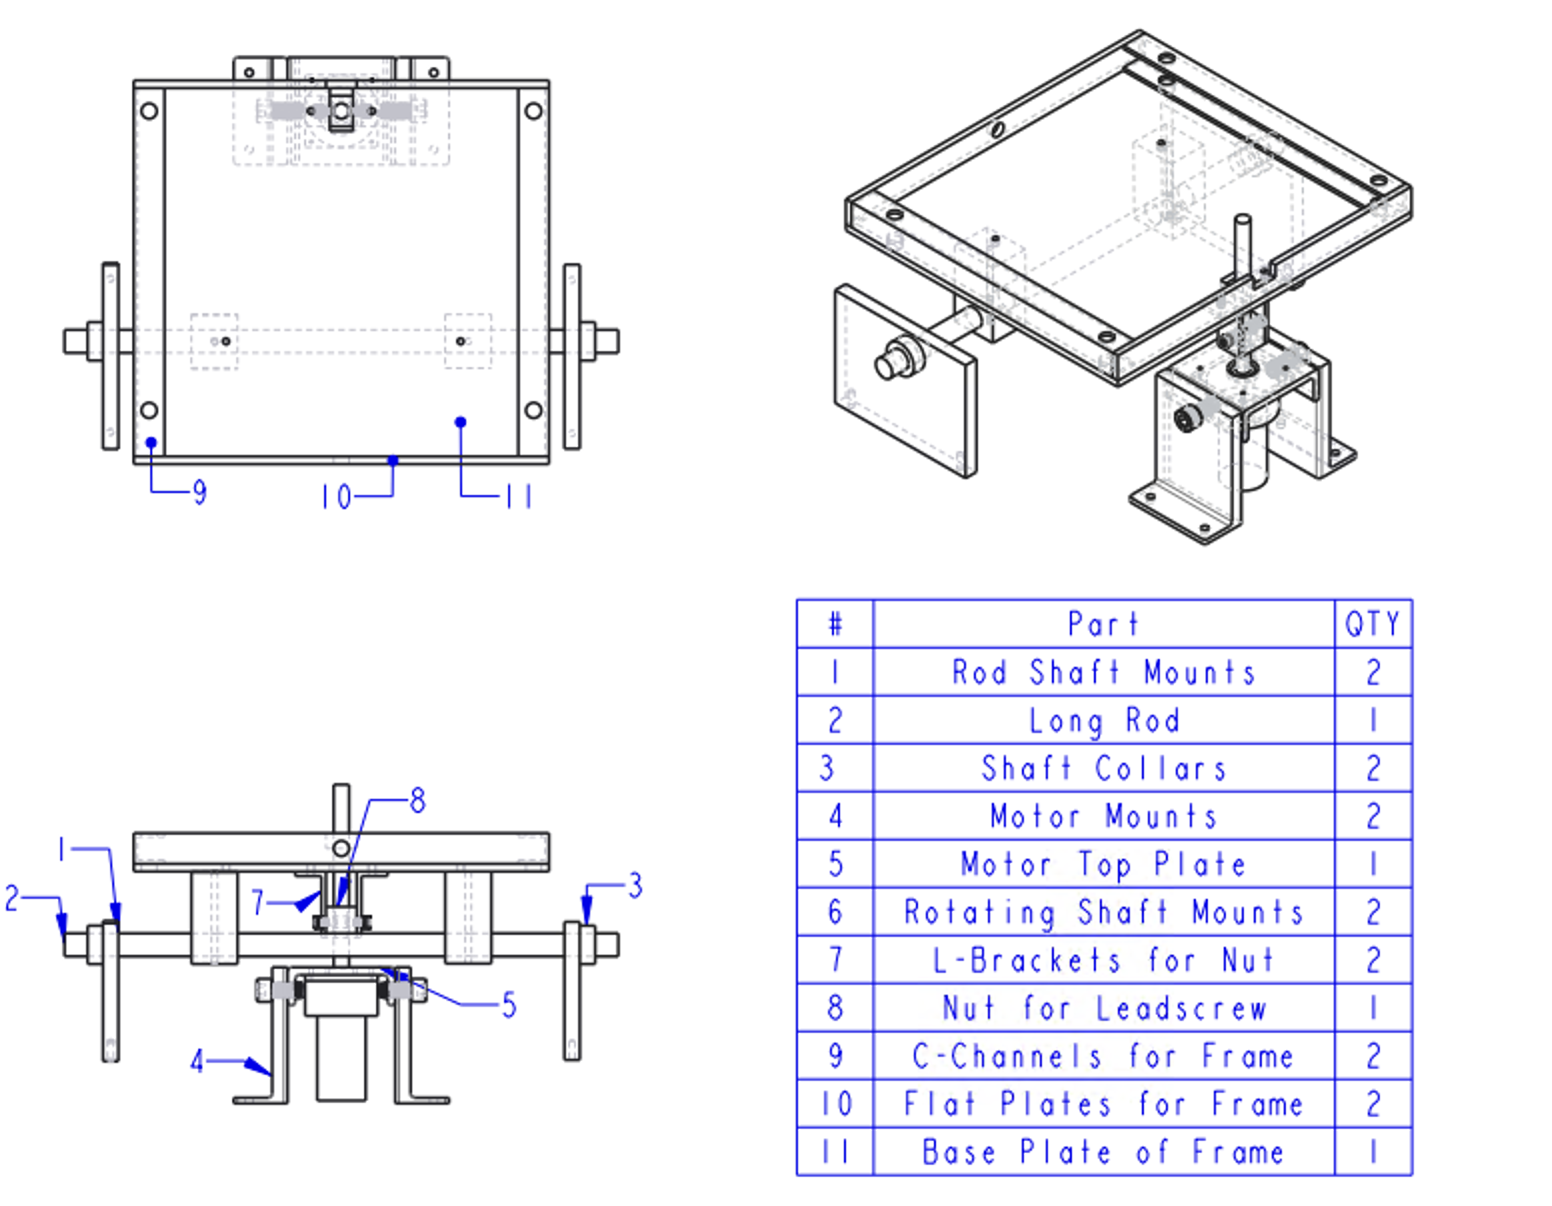 9
10
11
8
1
7
2
3
5
4
# Part QTY
1 Rod Shaft Mounts 2
2 Long Rod 1
3 Shaft Collars 2
4 Motor Mounts 2
5 Motor Top Plate 1
6 Rotating Shaft Mounts 2
7 L-Brackets for Nut 2
8 Nut for Leadscrew 1
9 C-Channels for Frame 2
10 Flat Plates for Frame 2
11 Base Plate of Frame 1